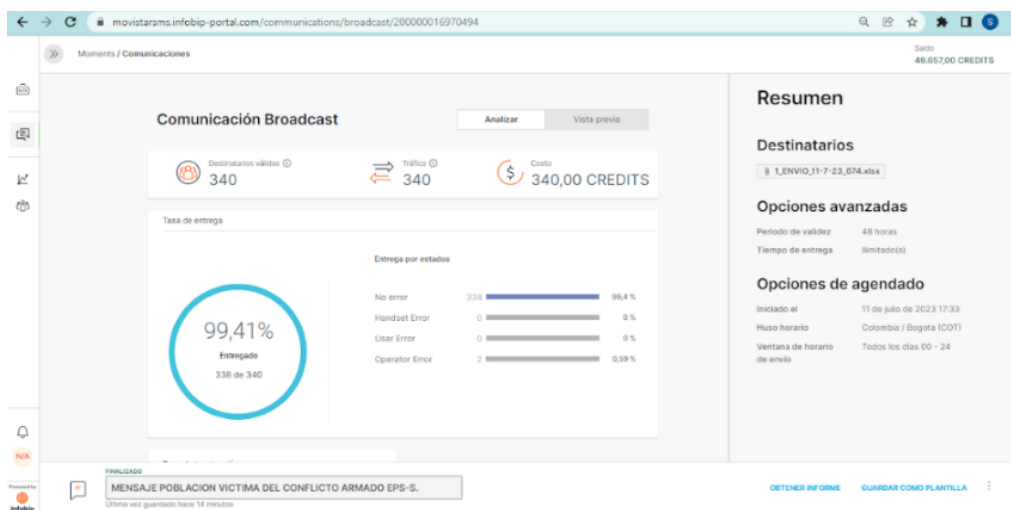 movistarsms.infobip-portal.com/communications/broadcast/200000016970494
S
Moments / Comunicaciones
Saldo
49.657,00 CREDITS
Comunicación Broadcast
Analizar
Vista previa
Destinatarios válidos
340
Tráfico
340
Costo
340,00 CREDITS
Tasa de entrega
99,41%
Entregado
338 de 340
Entrega por estados
No error 338 99,4 %
Handset Error 0 0 %
User Error 0 0 %
Operator Error 2 0,59 %
Resumen
Destinatarios
1_ENVIO_11-7-23_674.xlsx
Opciones avanzadas
Periodo de validez 48 horas
Tiempo de entrega Ilimitado(s)
Opciones de agendado
Iniciado el 11 de julio de 2023 17:33
Huso horario Colombia / Bogota (COT)
Ventana de horario Todos los días 00 - 24
de envío
N/A
Powered by
infobip
FINALIZADO
MENSAJE POBLACION VICTIMA DEL CONFLICTO ARMADO EPS-S.
Última vez guardado hace 14 minutos
OBTENER INFORME
GUARDAR COMO PLANTILLA